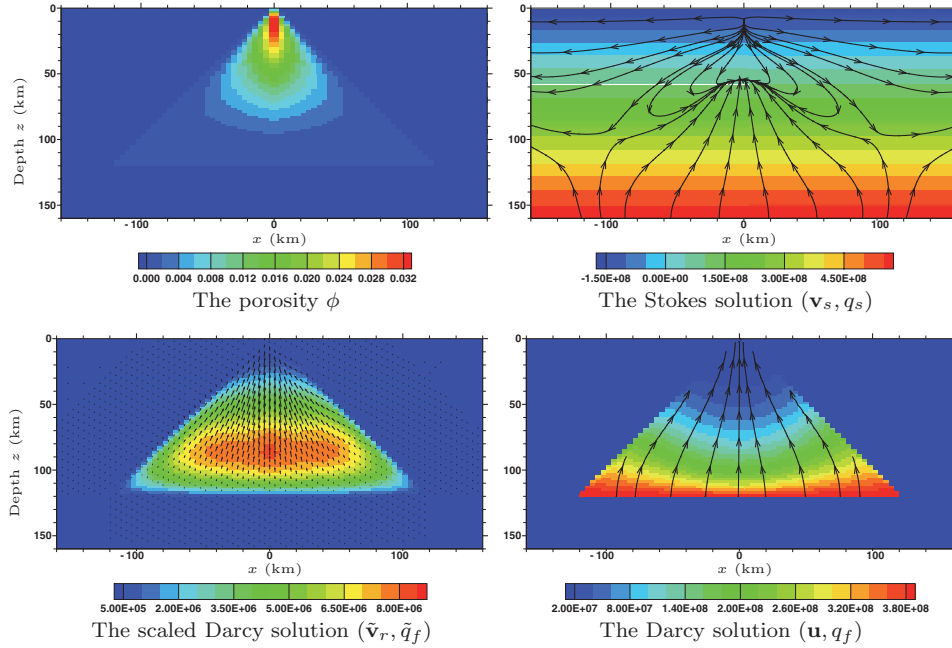 0
50
100
150
Depth z (km)
-100
0
100
x (km)
0.000 0.004 0.008 0.012 0.016 0.020 0.024 0.028 0.032
The porosity ϕ
0
50
100
150
-100
0
100
x (km)
-1.50E+08 0.00E+00 1.50E+08 3.00E+08 4.50E+08
The Stokes solution (v_s, q_s)
0
50
100
150
Depth z (km)
-100
0
100
x (km)
5.00E+05 2.00E+06 3.50E+06 5.00E+06 6.50E+06 8.00E+06
The scaled Darcy solution (ṽ_r, q̃_f)
0
50
100
150
-100
0
100
x (km)
2.00E+07 8.00E+07 1.40E+08 2.00E+08 2.60E+08 3.20E+08 3.80E+08
The Darcy solution (u, q_f)